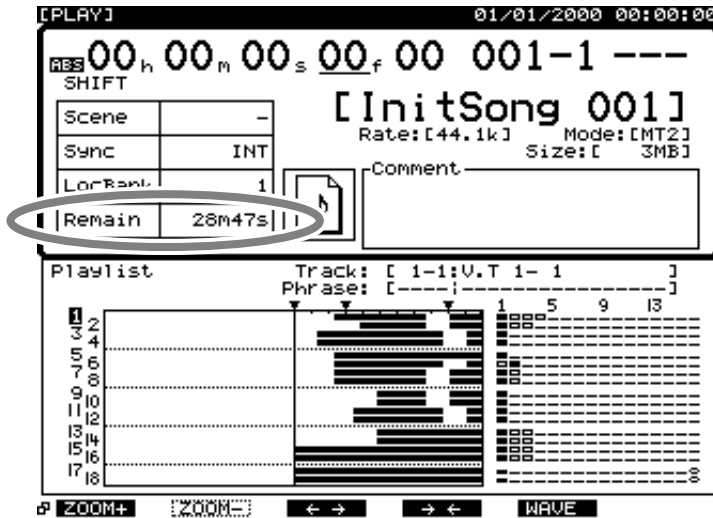 [PLAY] 01/01/2000 00:00:00
ABS 00h 00m 00s 00f 00 001-1 ---
SHIFT
[InitSong 001]
Scene -
Rate:[44.1k] Mode:[MT2]
Sync INT
Size:[ 3MB]
LocBank 1
Comment
Remain 28m47s
Playlist Track: [ 1-1:V.T 1- 1 ]
Phrase: [----¦----------------]
1 5 9 13
1
2
3
4
5
6
7
8
9
10
11
12
13
14
15
16
17
18
ZOOM+ ZOOM- ← → → ← WAVE